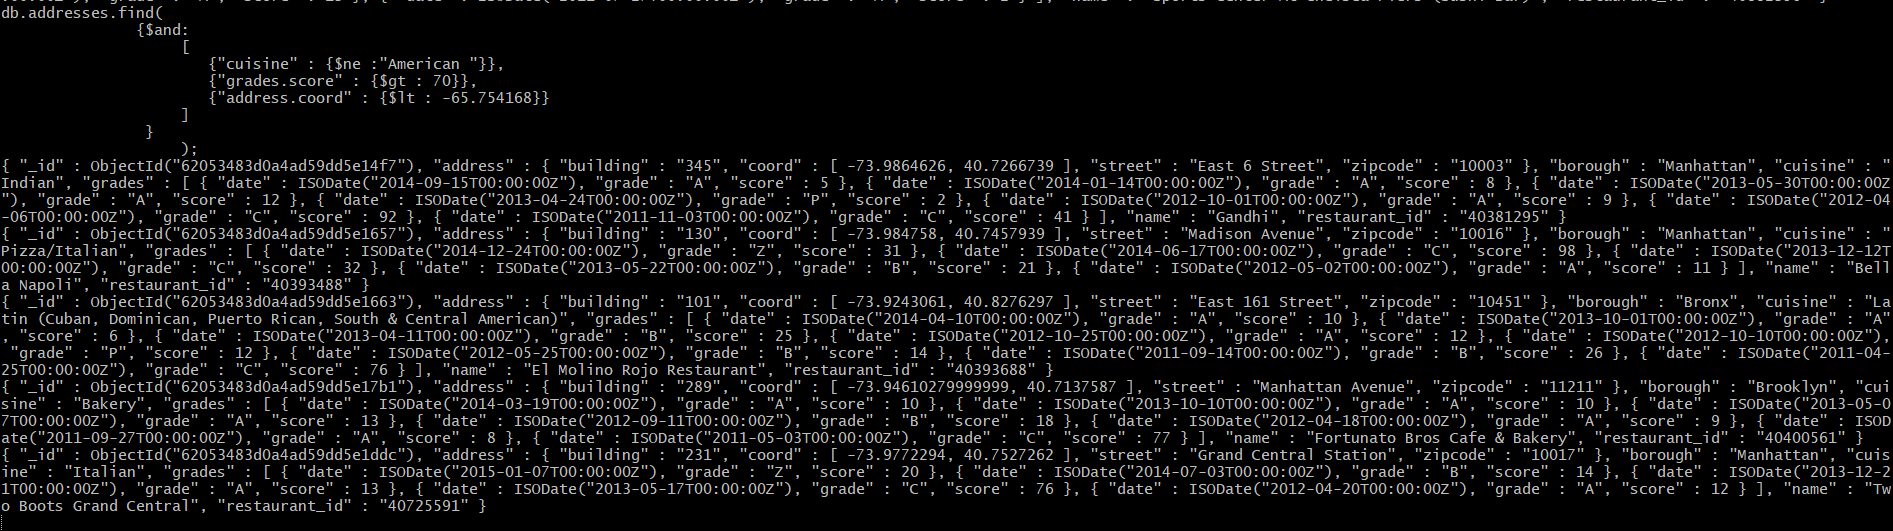 db.addresses.find(
{$and:
[
{"cuisine" : {$ne :"American "}},
{"grades.score" : {$gt : 70}},
{"address.coord" : {$lt : -65.754168}}
]
}
);
{ "_id" : ObjectId("62053483d0a4ad59dd5e14f7"), "address" : { "building" : "345", "coord" : [ -73.9864626, 40.7266739 ], "street" : "East 6 Street", "zipcode" : "10003" }, "borough" : "Manhattan", "cuisine" : "
Indian", "grades" : [ { "date" : ISODate("2014-09-15T00:00:00Z"), "grade" : "A", "score" : 5 }, { "date" : ISODate("2014-01-14T00:00:00Z"), "grade" : "A", "score" : 8 }, { "date" : ISODate("2013-05-30T00:00:00Z
"), "grade" : "A", "score" : 12 }, { "date" : ISODate("2013-04-24T00:00:00Z"), "grade" : "P", "score" : 2 }, { "date" : ISODate("2012-10-01T00:00:00Z"), "grade" : "A", "score" : 9 }, { "date" : ISODate("2012-04
-06T00:00:00Z"), "grade" : "C", "score" : 92 }, { "date" : ISODate("2011-11-03T00:00:00Z"), "grade" : "C", "score" : 41 } ], "name" : "Gandhi", "restaurant_id" : "40381295" }
{ "_id" : ObjectId("62053483d0a4ad59dd5e1657"), "address" : { "building" : "130", "coord" : [ -73.984758, 40.7457939 ], "street" : "Madison Avenue", "zipcode" : "10016" }, "borough" : "Manhattan", "cuisine" : "
Pizza/Italian", "grades" : [ { "date" : ISODate("2014-12-24T00:00:00Z"), "grade" : "Z", "score" : 31 }, { "date" : ISODate("2014-06-17T00:00:00Z"), "grade" : "C", "score" : 98 }, { "date" : ISODate("2013-12-12T
00:00:00Z"), "grade" : "C", "score" : 32 }, { "date" : ISODate("2013-05-22T00:00:00Z"), "grade" : "B", "score" : 21 }, { "date" : ISODate("2012-05-02T00:00:00Z"), "grade" : "A", "score" : 11 } ], "name" : "Bell
a Napoli", "restaurant_id" : "40393488" }
{ "_id" : ObjectId("62053483d0a4ad59dd5e1663"), "address" : { "building" : "101", "coord" : [ -73.9243061, 40.8276297 ], "street" : "East 161 Street", "zipcode" : "10451" }, "borough" : "Bronx", "cuisine" : "La
tin (Cuban, Dominican, Puerto Rican, South & Central American)", "grades" : [ { "date" : ISODate("2014-04-10T00:00:00Z"), "grade" : "A", "score" : 10 }, { "date" : ISODate("2013-10-01T00:00:00Z"), "grade" : "A"
, "score" : 6 }, { "date" : ISODate("2013-04-11T00:00:00Z"), "grade" : "B", "score" : 25 }, { "date" : ISODate("2012-10-25T00:00:00Z"), "grade" : "A", "score" : 12 }, { "date" : ISODate("2012-10-10T00:00:00Z"),
"grade" : "P", "score" : 12 }, { "date" : ISODate("2012-05-25T00:00:00Z"), "grade" : "B", "score" : 14 }, { "date" : ISODate("2011-09-14T00:00:00Z"), "grade" : "B", "score" : 26 }, { "date" : ISODate("2011-04-
25T00:00:00Z"), "grade" : "C", "score" : 76 } ], "name" : "El Molino Rojo Restaurant", "restaurant_id" : "40393688" }
{ "_id" : ObjectId("62053483d0a4ad59dd5e17b1"), "address" : { "building" : "289", "coord" : [ -73.94610279999999, 40.7137587 ], "street" : "Manhattan Avenue", "zipcode" : "11211" }, "borough" : "Brooklyn", "cui
sine" : "Bakery", "grades" : [ { "date" : ISODate("2014-03-19T00:00:00Z"), "grade" : "A", "score" : 10 }, { "date" : ISODate("2013-10-10T00:00:00Z"), "grade" : "A", "score" : 10 }, { "date" : ISODate("2013-05-0
7T00:00:00Z"), "grade" : "A", "score" : 13 }, { "date" : ISODate("2012-09-11T00:00:00Z"), "grade" : "B", "score" : 18 }, { "date" : ISODate("2012-04-18T00:00:00Z"), "grade" : "A", "score" : 9 }, { "date" : ISOD
ate("2011-09-27T00:00:00Z"), "grade" : "A", "score" : 8 }, { "date" : ISODate("2011-05-03T00:00:00Z"), "grade" : "C", "score" : 77 } ], "name" : "Fortunato Bros Cafe & Bakery", "restaurant_id" : "40400561" }
{ "_id" : ObjectId("62053483d0a4ad59dd5e1ddc"), "address" : { "building" : "231", "coord" : [ -73.9772294, 40.7527262 ], "street" : "Grand Central Station", "zipcode" : "10017" }, "borough" : "Manhattan", "cuis
ine" : "Italian", "grades" : [ { "date" : ISODate("2015-01-07T00:00:00Z"), "grade" : "Z", "score" : 20 }, { "date" : ISODate("2014-07-03T00:00:00Z"), "grade" : "B", "score" : 14 }, { "date" : ISODate("2013-12-2
1T00:00:00Z"), "grade" : "A", "score" : 13 }, { "date" : ISODate("2013-05-17T00:00:00Z"), "grade" : "C", "score" : 76 }, { "date" : ISODate("2012-04-20T00:00:00Z"), "grade" : "A", "score" : 12 } ], "name" : "Tw
o Boots Grand Central", "restaurant_id" : "40725591" }